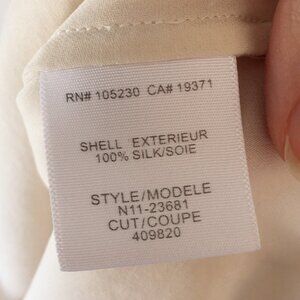 RN# 105230 CA# 19371
SHELL EXTERIEUR
100% SILK/SOIE
STYLE/MODELE
N11-23681
CUT/COUPE
409820